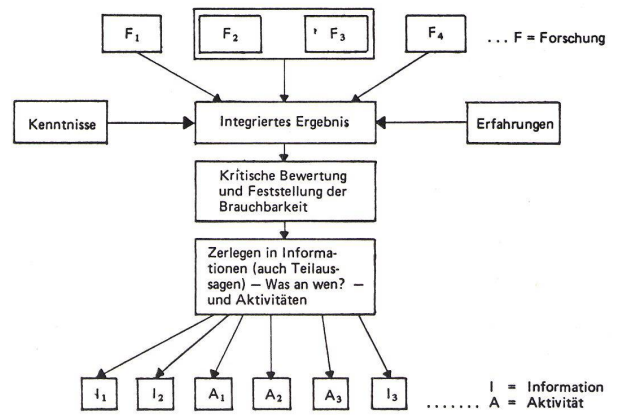 F₁
F₂
F₃
F₄
... F = Forschung
Kenntnisse
Integriertes Ergebnis
Erfahrungen
Kritische Bewertung
und Feststellung der
Brauchbarkeit
Zerlegen in Informa-
tionen (auch Teilaus-
sagen) — Was an wen? —
und Aktivitäten
I₁
I₂
A₁
A₂
A₃
I₃
I = Information
....... A = Aktivität